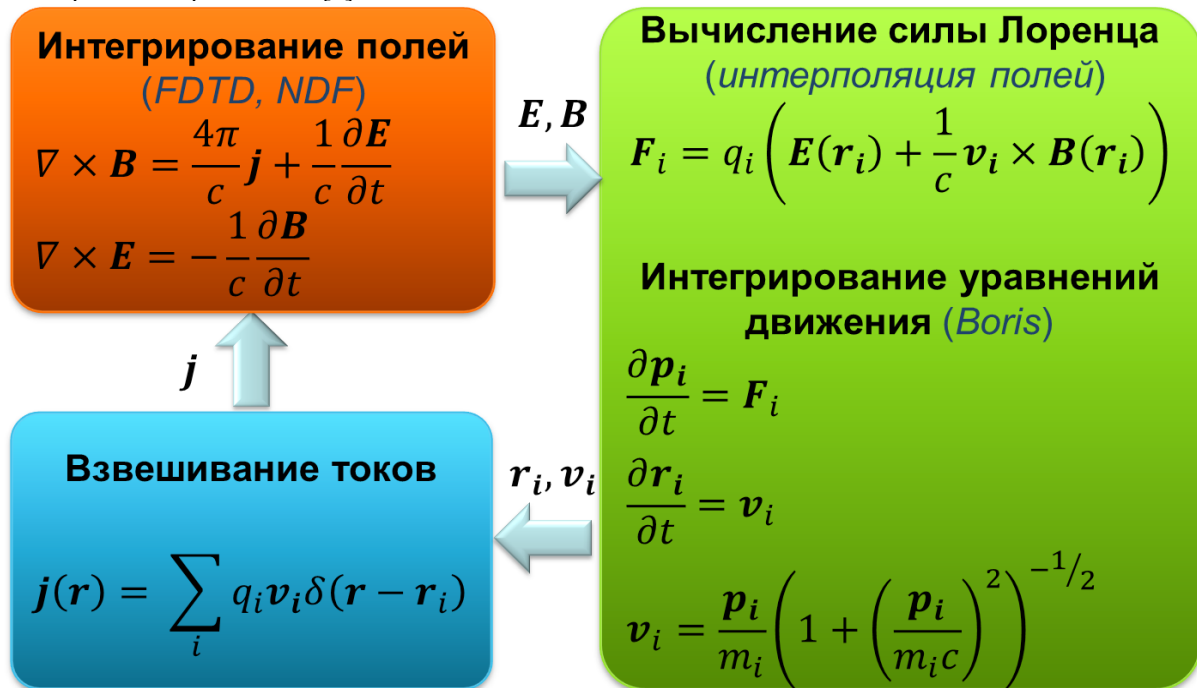 Интегрирование полей
(FDTD, NDF)
∇ × B = 4π/c j + 1/c ∂E/∂t
∇ × E = − 1/c ∂B/∂t
E, B
Вычисление силы Лоренца
(интерполяция полей)
F_i = q_i (E(r_i) + 1/c v_i × B(r_i))
Интегрирование уравнений
движения (Boris)
∂p_i/∂t = F_i
∂r_i/∂t = v_i
v_i = p_i/m_i (1 + (p_i/(m_i c))^2)^(−1/2)
r_i, v_i
Взвешивание токов
j(r) = ∑_i q_i v_i δ(r − r_i)
j